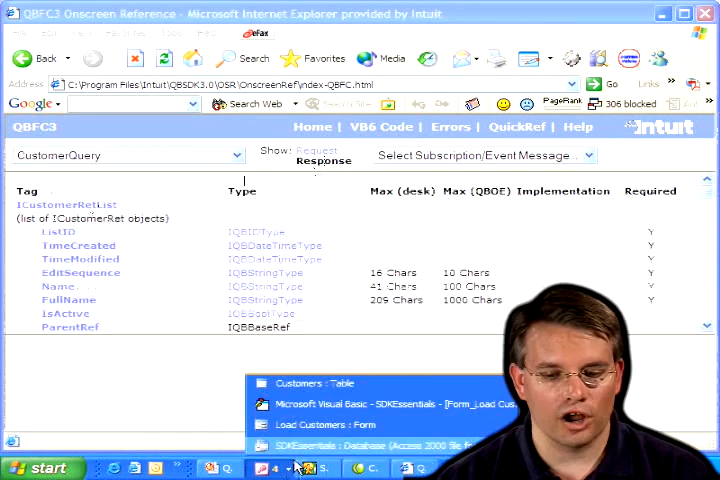 QBFC3 Onscreen Reference - Microsoft Internet Explorer provided by Intuit
eFax
Back Search Favorites Media
Address C:\Program Files\Intuit\QBSDK3.0\OSR\OnscreenRef\index-QBFC.html Go Links »
Google Search Web Search Site PageRank 306 blocked
QBFC3 Home | VB6 Code | Errors | QuickRef | Help intuit
CustomerQuery Show: Request Select Subscription/Event Message...
Response
Tag Type Max (desk) Max (QBOE) Implementation Required
ICustomerRetList
(list of ICustomerRet objects)
ListID IQBIDType Y
TimeCreated IQBDateTimeType Y
TimeModified IQBDateTimeType Y
EditSequence IQBStringType 16 Chars 10 Chars Y
Name IQBStringType 41 Chars 100 Chars Y
FullName IQBStringType 209 Chars 1000 Chars Y
IsActive IQBBoolType
ParentRef IQBBaseRef
Customers : Table
Microsoft Visual Basic - SDKEssentials - [Form_Load Cus...
Load Customers : Form
SDKEssentials : Database (Access 2000 file fo
start » Q. 4 S. C. Q.